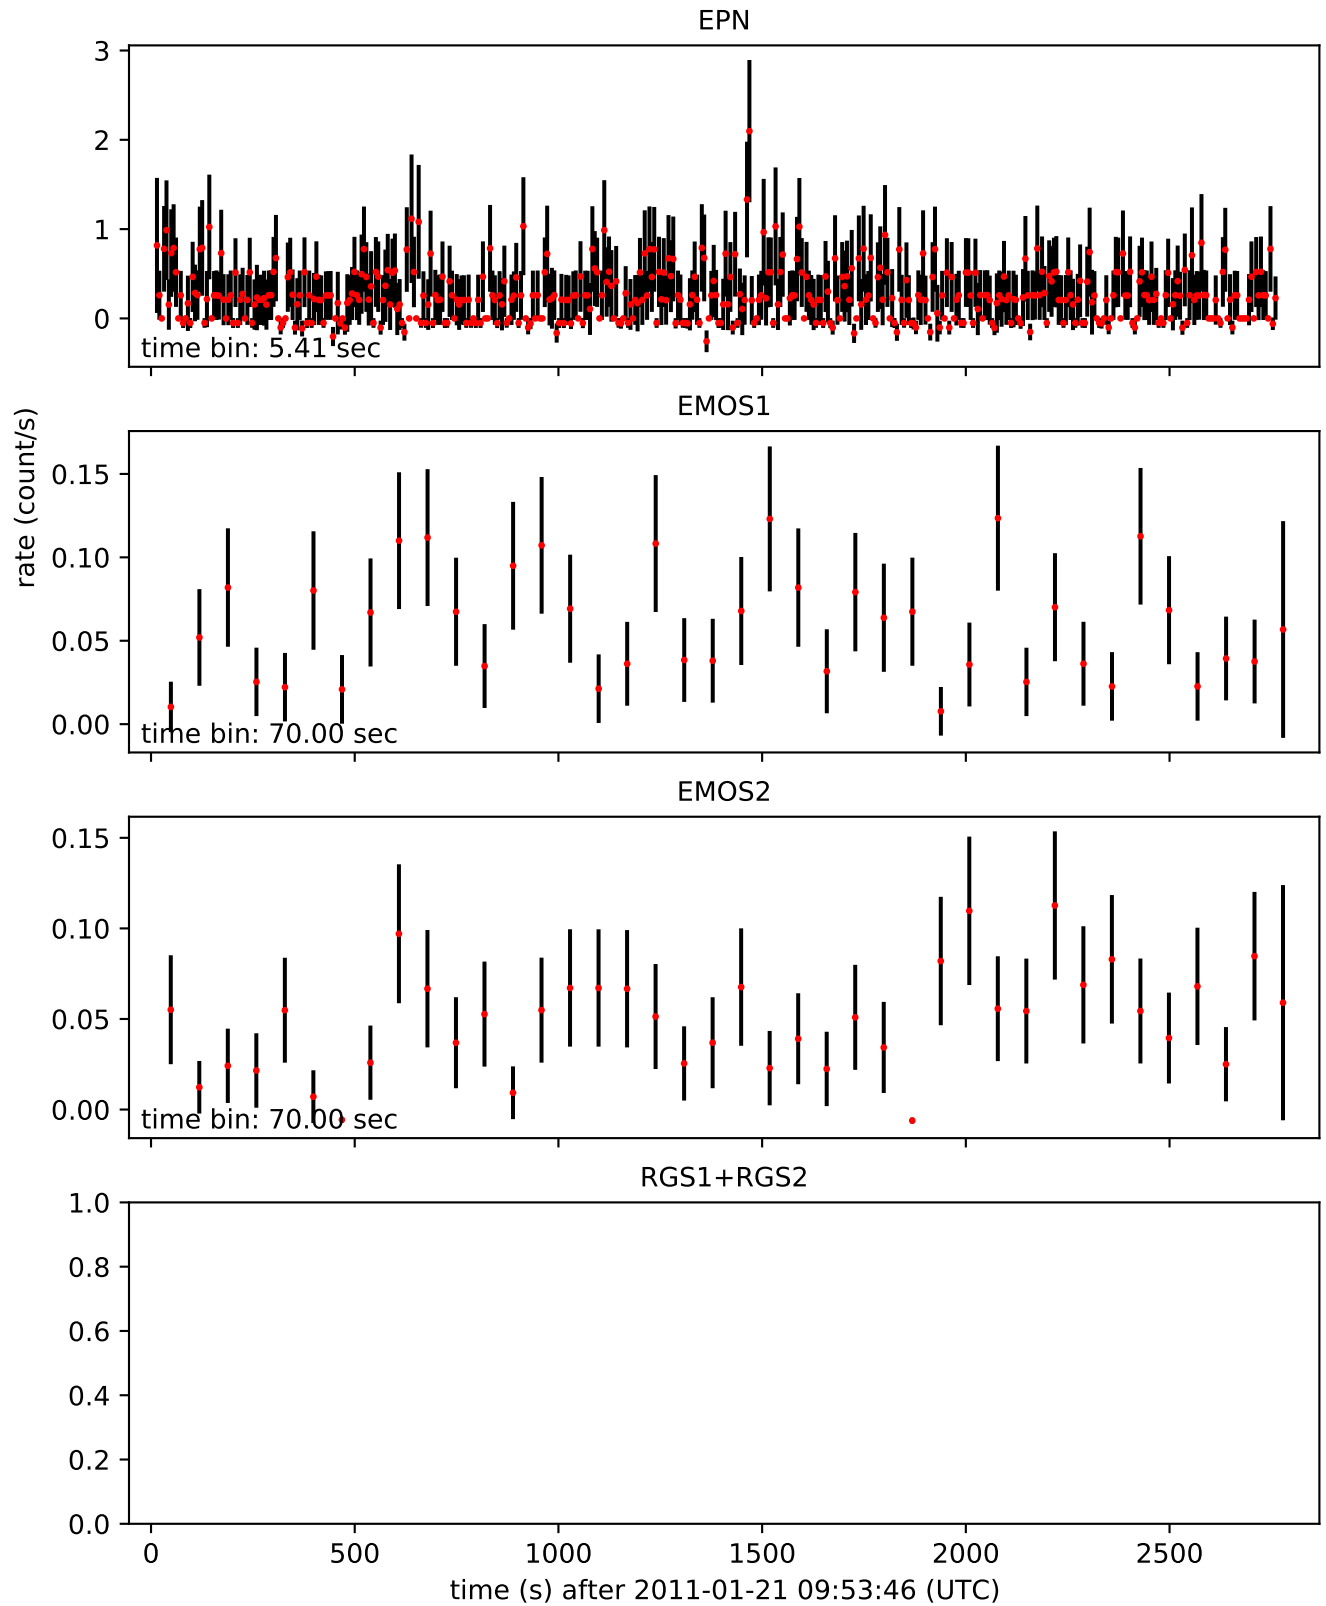 EPN
3
2
1
0
time bin: 5.41 sec
EMOS1
rate (count/s)
0.15
0.10
0.05
0.00
time bin: 70.00 sec
EMOS2
0.15
0.10
0.05
0.00
time bin: 70.00 sec
RGS1+RGS2
1.0
0.8
0.6
0.4
0.2
0.0
0 500 1000 1500 2000 2500
time (s) after 2011-01-21 09:53:46 (UTC)